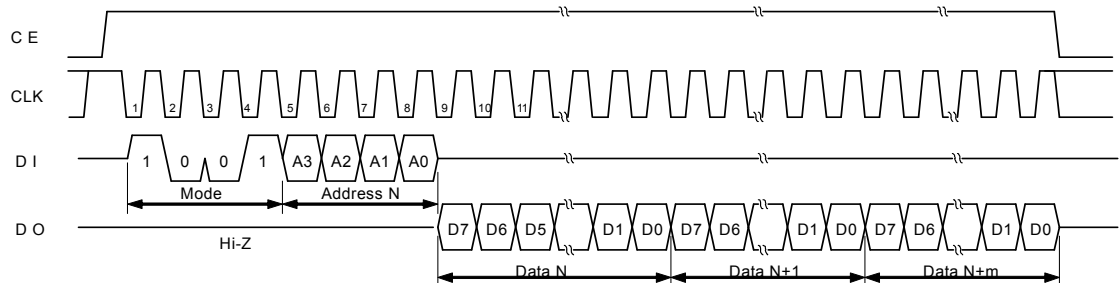 C E
CLK
1 2 3 4 5 6 7 8 9 10 11
D I
1 0 0 1 A3 A2 A1 A0
Mode Address N
D O
D7 D6 D5 D1 D0 D7 D6 D1 D0 D7 D6 D1 D0
Hi-Z
Data N Data N+1 Data N+m